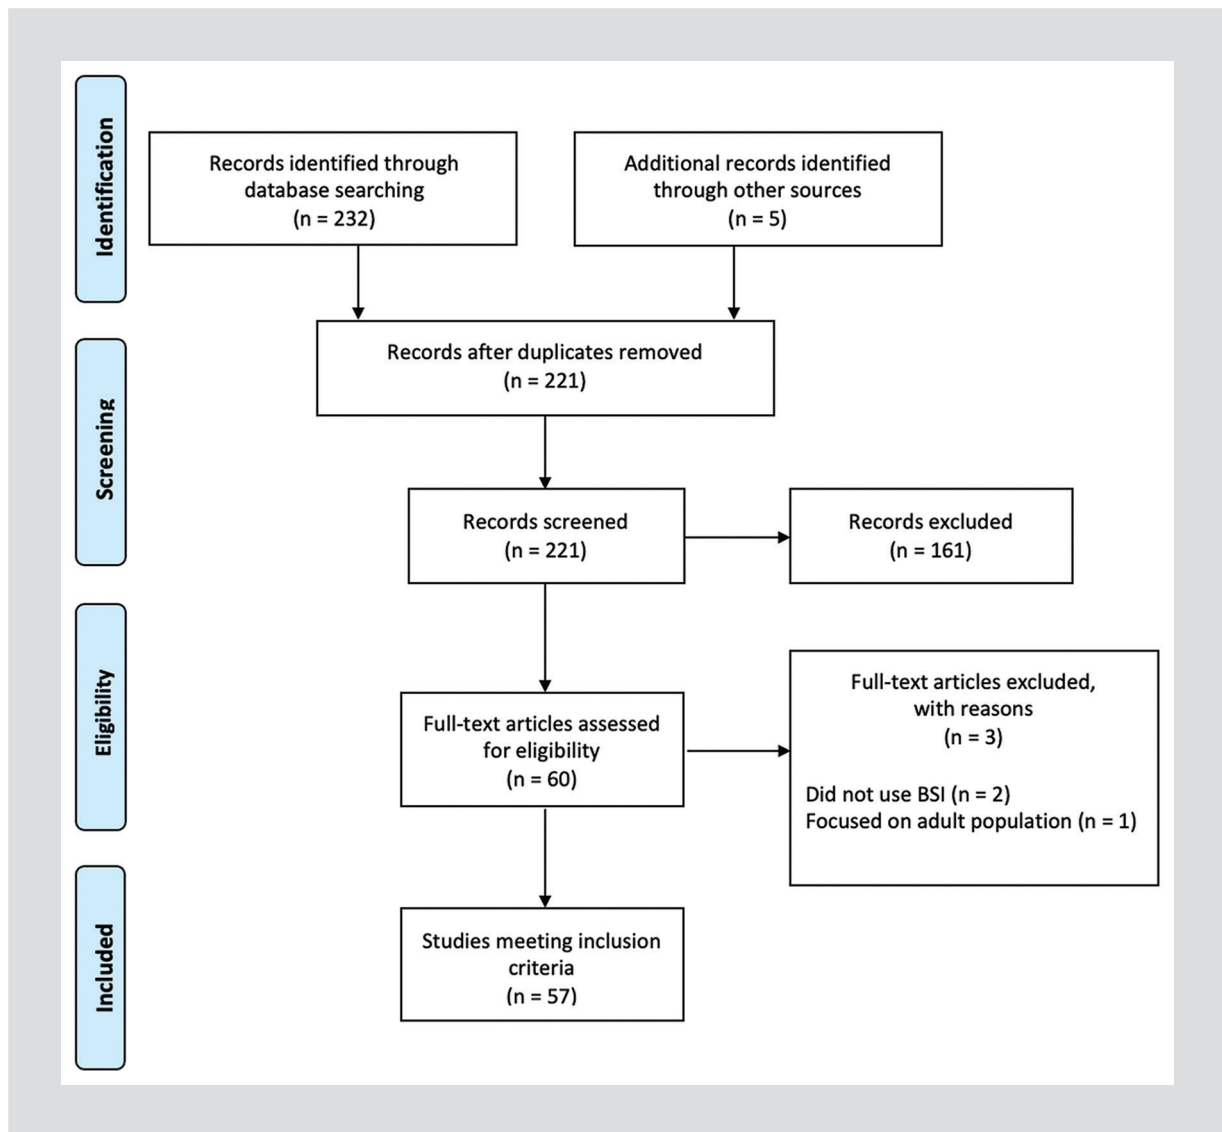 Identification
Records identified through
database searching
(n = 232)
Additional records identified
through other sources
(n = 5)
Screening
Records after duplicates removed
(n = 221)
Records screened
(n = 221)
Records excluded
(n = 161)
Eligibility
Full-text articles assessed
for eligibility
(n = 60)
Full-text articles excluded,
with reasons
(n = 3)
Did not use BSI (n = 2)
Focused on adult population (n = 1)
Included
Studies meeting inclusion
criteria
(n = 57)